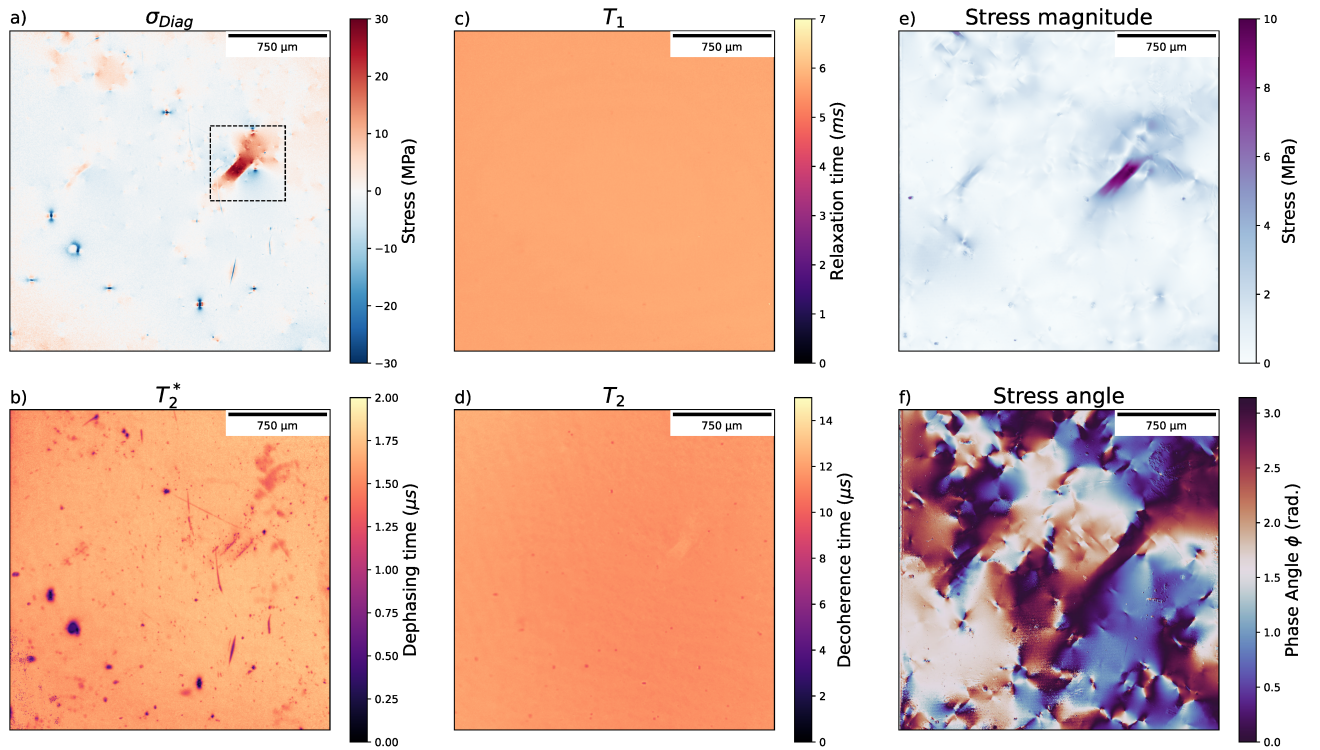 a) σ_Diag
750 μm
30
20
10
0
−10
−20
−30
Stress (MPa)
c) T₁
750 μm
7
6
5
4
3
2
1
0
Relaxation time (ms)
e) Stress magnitude
750 μm
10
8
6
4
2
0
Stress (MPa)
b) T₂*
750 μm
2.00
1.75
1.50
1.25
1.00
0.75
0.50
0.25
0.00
Dephasing time (μs)
d) T₂
750 μm
14
12
10
8
6
4
2
0
Decoherence time (μs)
f) Stress angle
750 μm
3.0
2.5
2.0
1.5
1.0
0.5
0.0
Phase Angle ϕ (rad.)